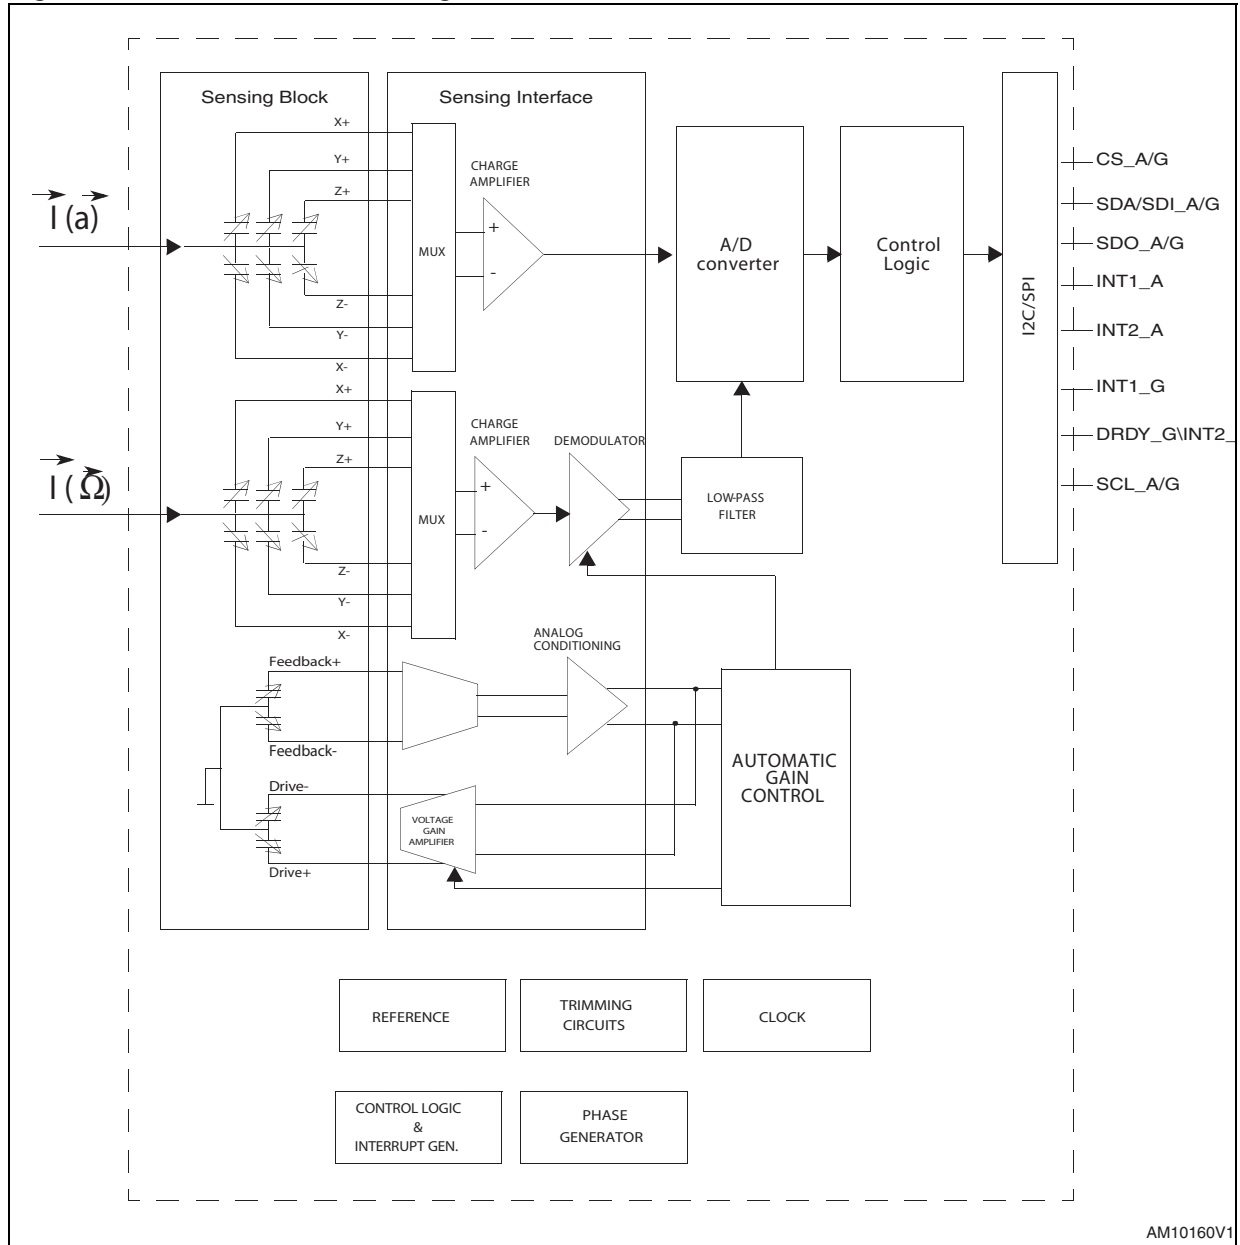 Sensing Block
Sensing Interface
X+
Y+
Z+
CHARGE
AMPLIFIER
I (a)
MUX
+
-
A/D
converter
Control
Logic
I2C/SPI
CS_A/G
SDA/SDI_A/G
SDO_A/G
INT1_A
INT2_A
INT1_G
DRDY_G\INT2_
SCL_A/G
Z-
Y-
X-
X+
Y+
Z+
CHARGE
AMPLIFIER
DEMODULATOR
I (Ω)
MUX
+
-
LOW-PASS
FILTER
Z-
Y-
X-
ANALOG
CONDITIONING
Feedback+
Feedback-
Drive-
VOLTAGE
GAIN
AMPLIFIER
Drive+
AUTOMATIC
GAIN
CONTROL
REFERENCE
TRIMMING
CIRCUITS
CLOCK
CONTROL LOGIC
&
INTERRUPT GEN.
PHASE
GENERATOR
AM10160V1